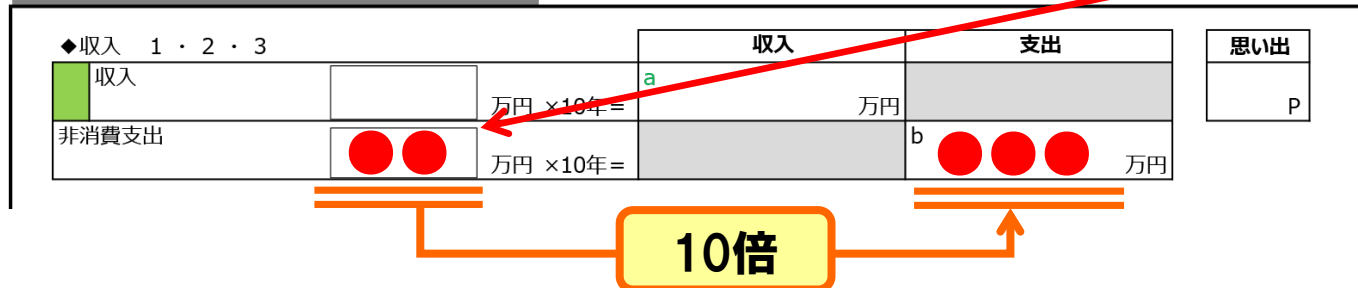 ◆収入 1・2・3 収入 支出 思い出
収入 a
万円 ×10年= 万円 P
非消費支出 b
万円 ×10年= 万円
10倍